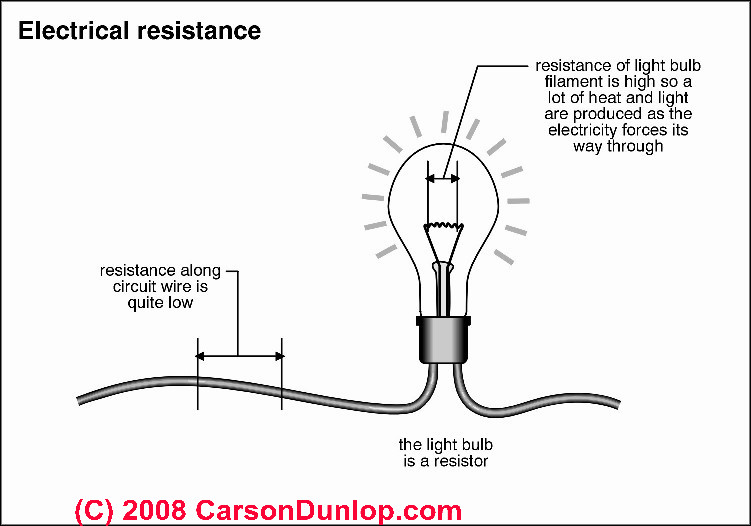 Electrical resistance
resistance of light bulb
filament is high so a
lot of heat and light
are produced as the
electricity forces its
way through
resistance along
circuit wire is
quite low
the light bulb
is a resistor
(C) 2008 CarsonDunlop.com